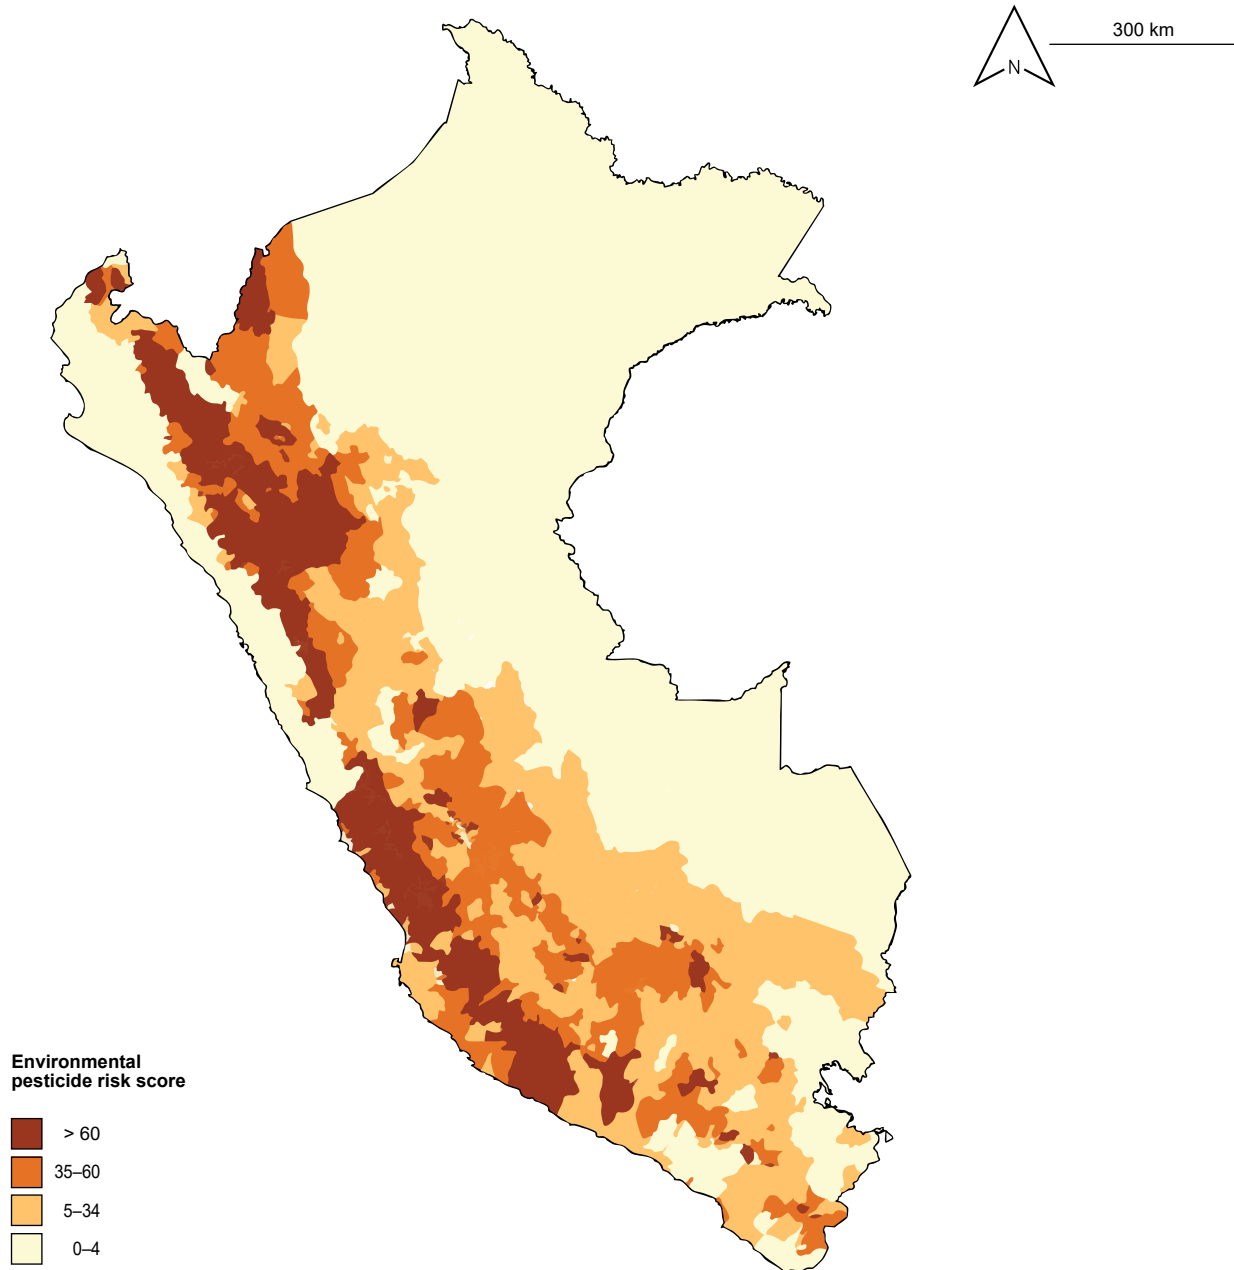 300 km
N
Environmental
pesticide risk score
> 60
35–60
5–34
0–4